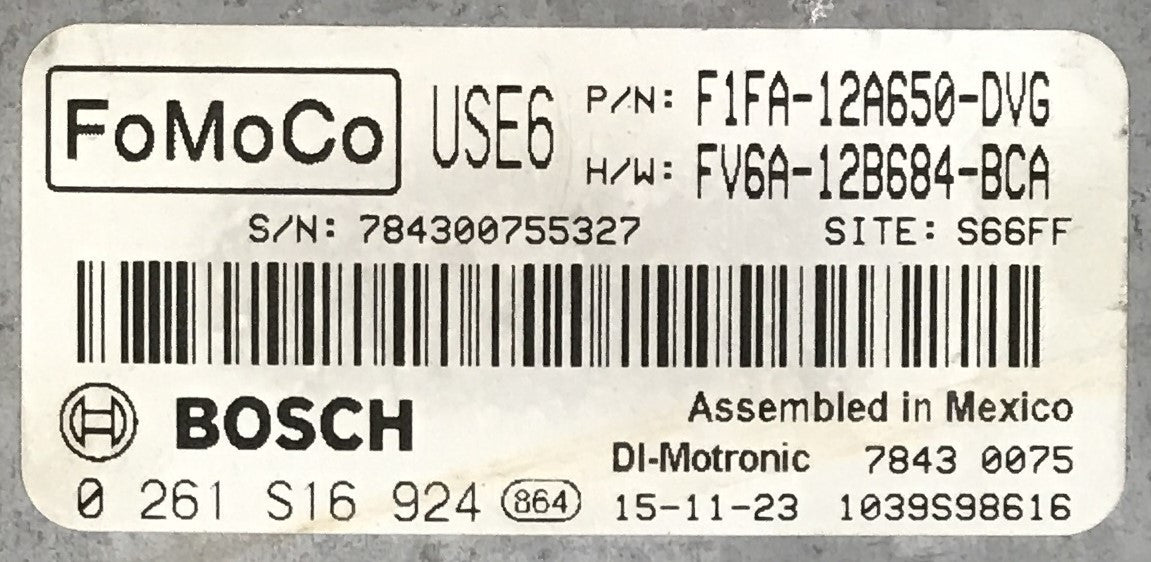 FoMoCo USE6 P/N: F1FA-12A650-DVG
H/W: FV6A-12B684-BCA
S/N: 784300755327 SITE: S66FF
BOSCH Assembled in Mexico
DI-Motronic 7843 0075
0 261 S16 924 864 15-11-23 1039S98616